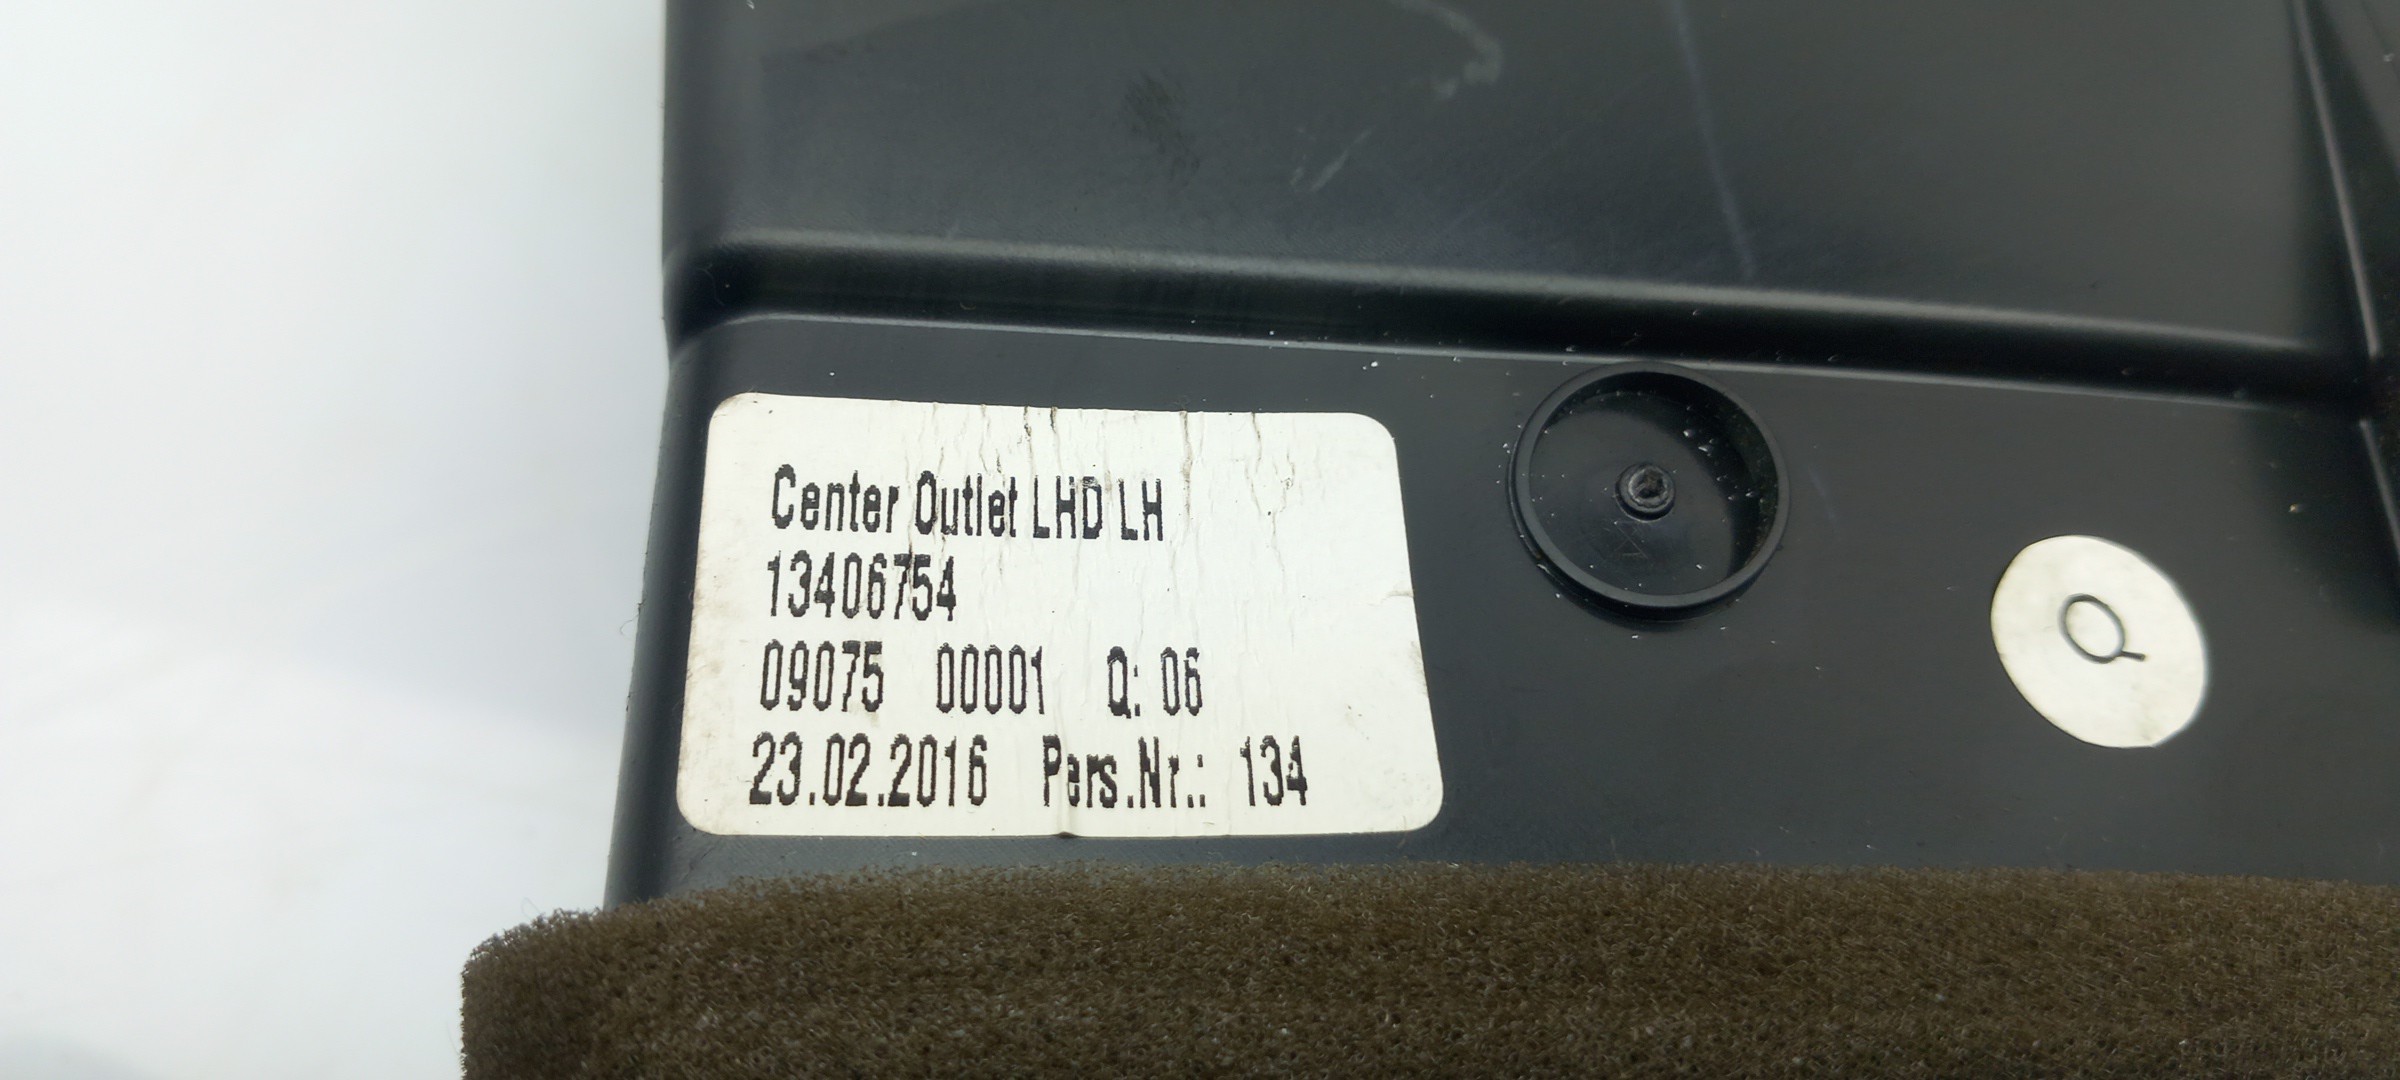 Center Outlet LHD LH
13406754
09075 00001 Q: 06
23.02.2016 Pers.Nr.: 134
Q